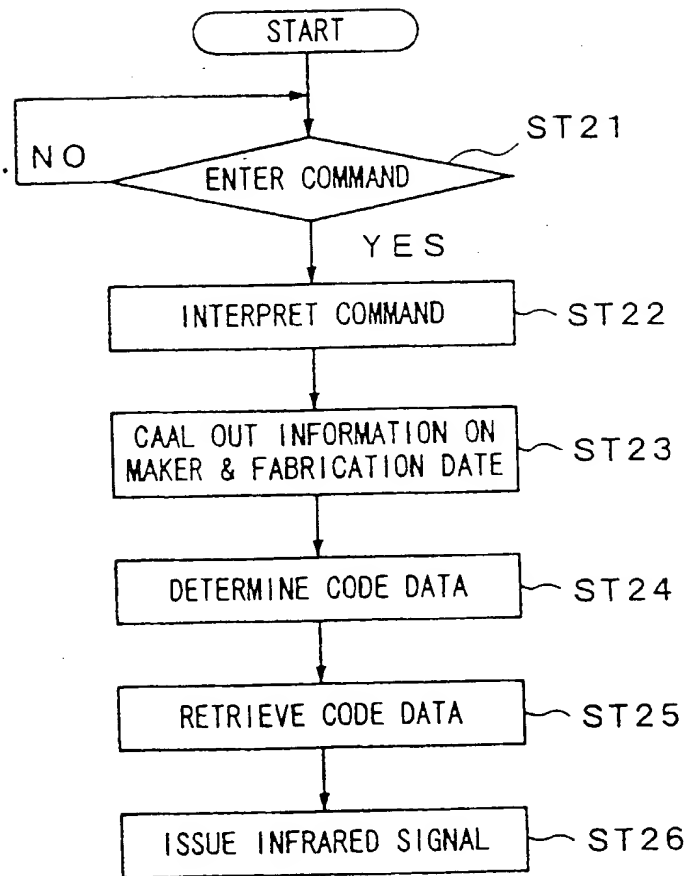 START
ST21
NO
ENTER COMMAND
YES
INTERPRET COMMAND
ST22
CAAL OUT INFORMATION ON
MAKER & FABRICATION DATE
ST23
DETERMINE CODE DATA
ST24
RETRIEVE CODE DATA
ST25
ISSUE INFRARED SIGNAL
ST26